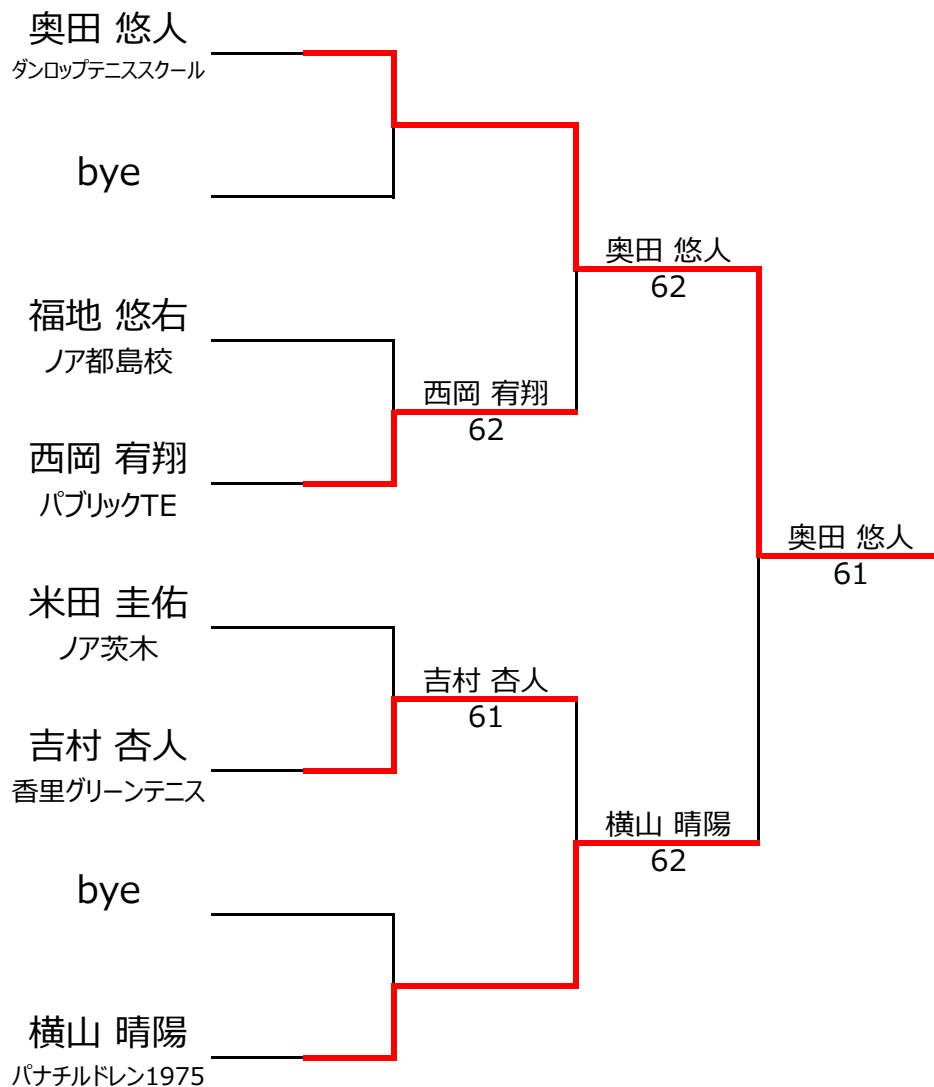 奥田 悠人
ダンロップテニススクール
bye
福地 悠右
ノア都島校
西岡 宥翔
パブリックTE
米田 圭佑
ノア茨木
吉村 杏人
香里グリーンテニス
bye
横山 晴陽
パナチルドレン1975
西岡 宥翔
62
吉村 杏人
61
奥田 悠人
62
横山 晴陽
62
奥田 悠人
61